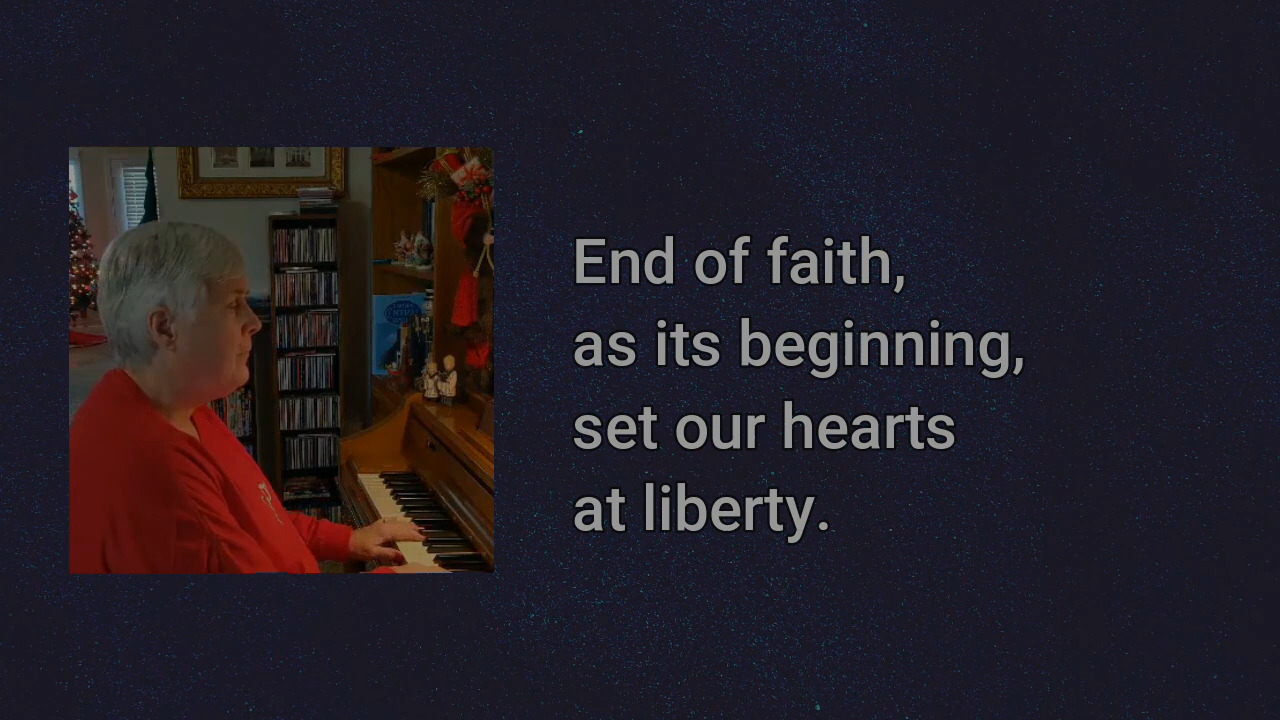 End of faith,
as its beginning,
set our hearts
at liberty.